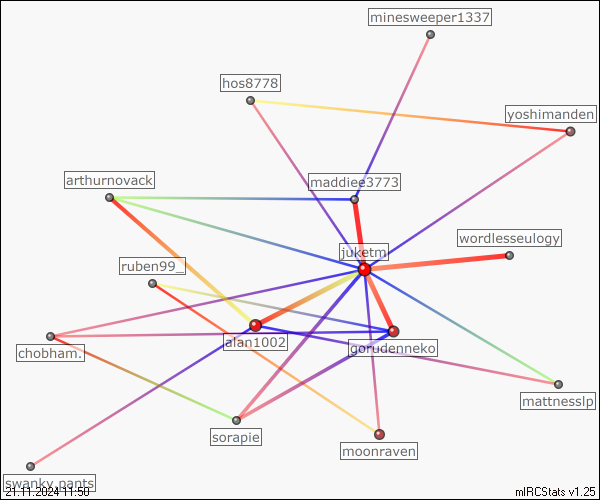 minesweeper1337
hos8778
yoshimanden
arthurnovack
maddiee3773
wordlesseulogy
juketm
ruben99_
alan1002
gorudenneko
chobham.
mattnesslp
sorapie
moonraven
swanky.pants
21.11.2024 11:50
mIRCStats v1.25